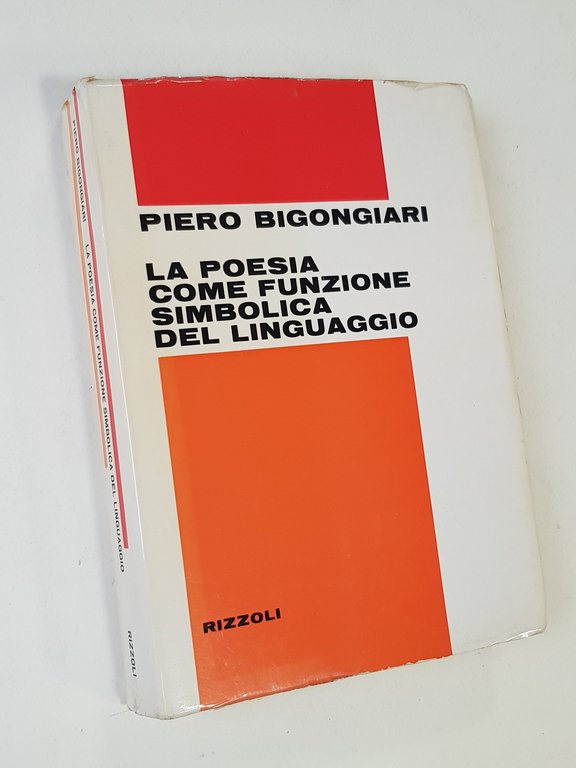 PIERO BIGONGIARI
LA POESIA
COME FUNZIONE
SIMBOLICA
DEL LINGUAGGIO
RIZZOLI
PIERO BIGONGIARI
LA POESIA COME FUNZIONE SIMBOLICA DEL LINGUAGGIO
RIZZOLI